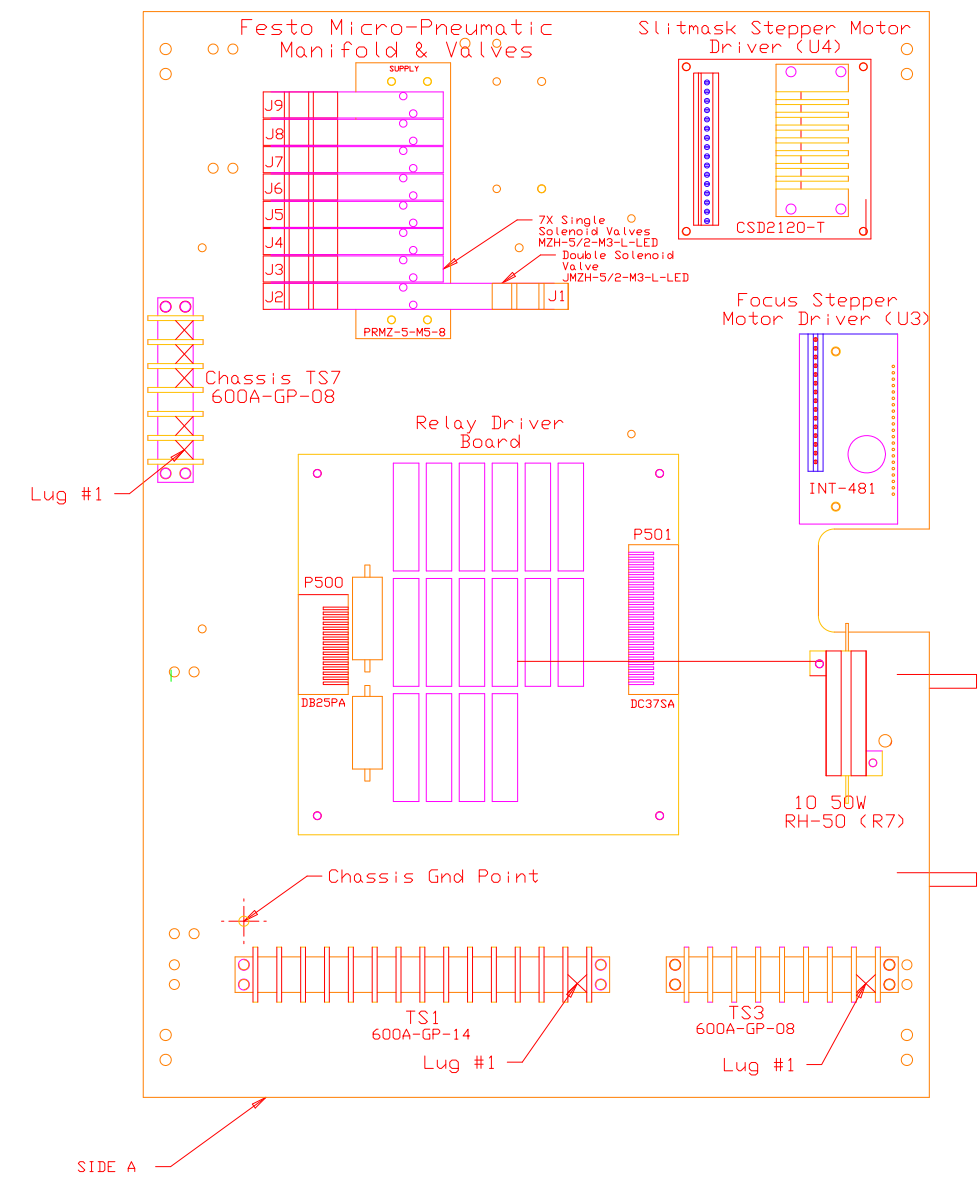 Festo Micro-Pneumatic
Manifold & Valves
SUPPLY
J9
J8
J7
J6
J5
J4
J3
J2
J1
7X Single
Solenoid Valves
MZH-5/2-M3-L-LED
Double Solenoid
Valve
JMZH-5/2-M3-L-LED
PRMZ-5-M5-8
Slitmask Stepper Motor
Driver (U4)
CSD2120-T
Focus Stepper
Motor Driver (U3)
INT-481
Chassis TS7
600A-GP-08
Lug #1
Relay Driver
Board
P501
P500
DB25PA
DC37SA
10 50W
RH-50 (R7)
Chassis Gnd Point
TS1
600A-GP-14
Lug #1
TS3
600A-GP-08
Lug #1
SIDE A